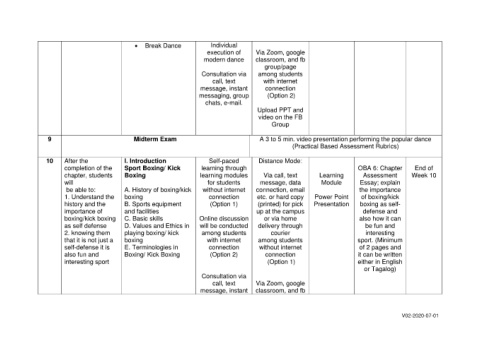 • Break Dance
Individual
execution of
modern dance
Consultation via
call, text
message, instant
messaging, group
chats, e-mail.
Via Zoom, google
classroom, and fb
group/page
among students
with internet
connection
(Option 2)
Upload PPT and
video on the FB
Group
9
Midterm Exam
A 3 to 5 min. video presentation performing the popular dance
(Practical Based Assessment Rubrics)
10
After the
completion of the
chapter, students
will
be able to:
1. Understand the
history and the
importance of
boxing/kick boxing
as self defense
2. knowing them
that it is not just a
self-defense it is
also fun and
interesting sport
I. Introduction
Sport Boxing/ Kick
Boxing
A. History of boxing/kick
boxing
B. Sports equipment
and facilities
C. Basic skills
D. Values and Ethics in
playing boxing/ kick
boxing
E. Terminologies in
Boxing/ Kick Boxing
Self-paced
learning through
learning modules
for students
without internet
connection
(Option 1)
Online discussion
will be conducted
among students
with internet
connection
(Option 2)
Consultation via
call, text
message, instant
Distance Mode:
Via call, text
message, data
connection, email
etc. or hard copy
(printed) for pick
up at the campus
or via home
delivery through
courier
among students
without internet
connection
(Option 1)
Via Zoom, google
classroom, and fb
Learning
Module
Power Point
Presentation
OBA 6: Chapter
Assessment
Essay; explain
the importance
of boxing/kick
boxing as self-
defense and
also how it can
be fun and
interesting
sport. (Minimum
of 2 pages and
it can be written
either in English
or Tagalog)
End of
Week 10
V02-2020-07-01